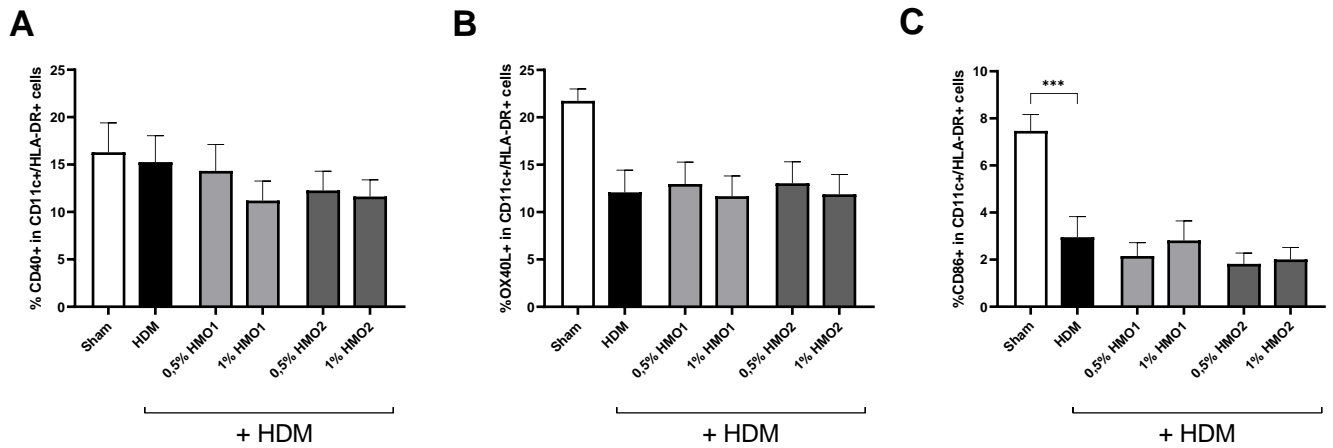 A
% CD40+ in CD11c+/HLA-DR+ cells
25
20
15
10
5
0
Sham
HDM
0,5% HMO1
1% HMO1
0,5% HMO2
1% HMO2
+ HDM
B
%OX40L+ in CD11c+/HLA-DR+ cells
25
20
15
10
5
0
Sham
HDM
0,5% HMO1
1% HMO1
0,5% HMO2
1% HMO2
+ HDM
C
%CD86+ in CD11c+/HLA-DR+ cells
10
8
6
4
2
0
***
Sham
HDM
0,5% HMO1
1% HMO1
0,5% HMO2
1% HMO2
+ HDM